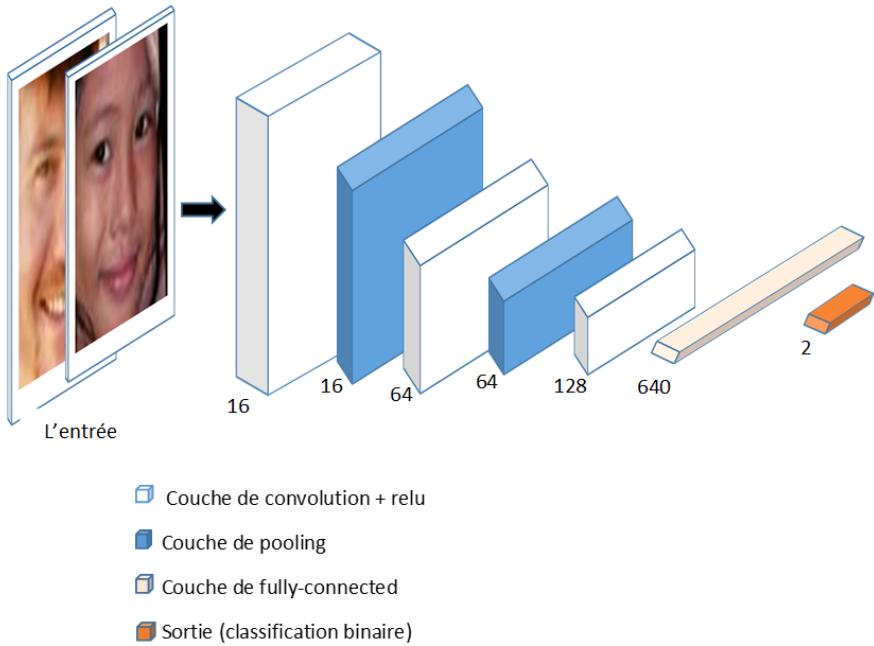 16
16
64
64
128
640
2
L'entrée
Couche de convolution + relu
Couche de pooling
Couche de fully-connected
Sortie (classification binaire)